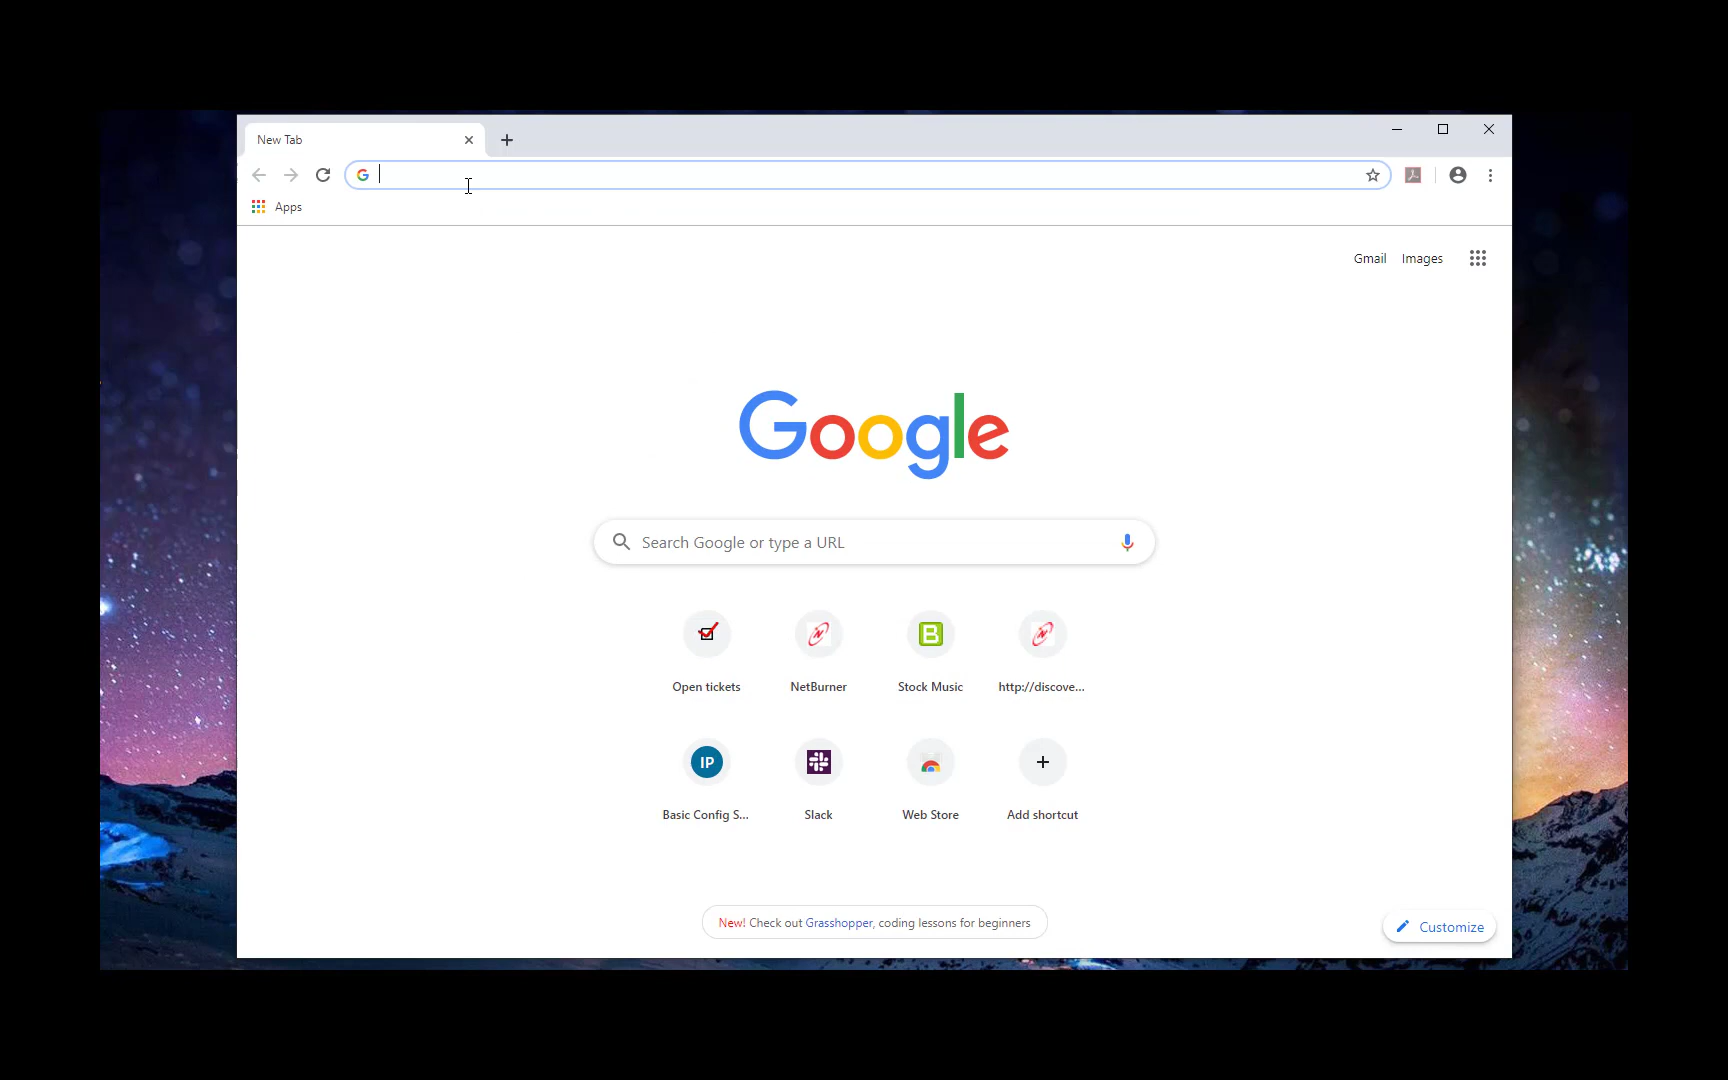 New Tab
Apps
Gmail Images
Google
Search Google or type a URL
Open tickets
NetBurner
Stock Music
http://discove...
IP
Basic Config S...
Slack
Web Store
Add shortcut
New! Check out Grasshopper, coding lessons for beginners
Customize